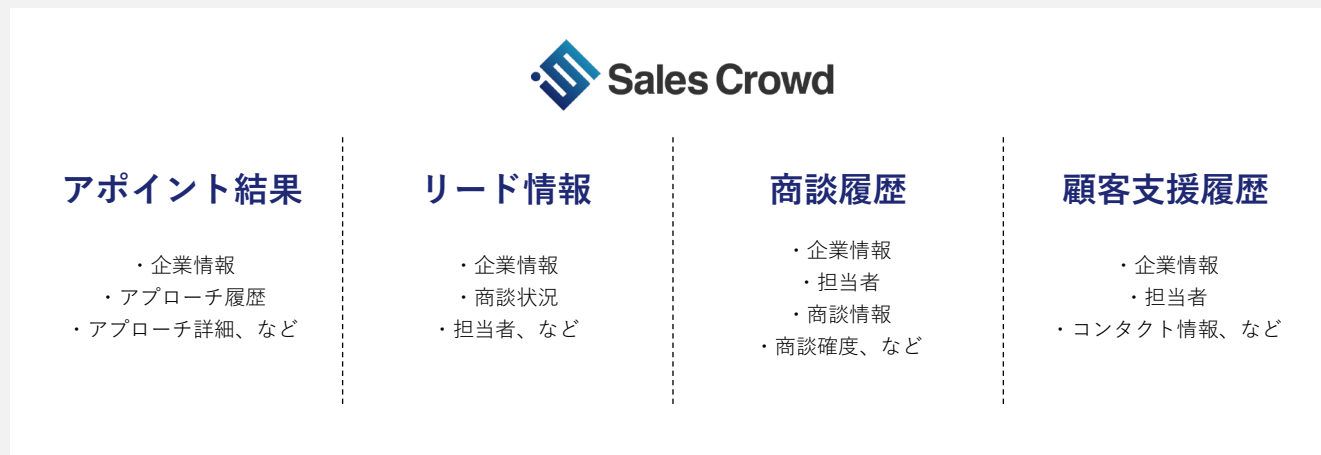 Sales Crowd
アポイント結果
・企業情報
・アプローチ履歴
・アプローチ詳細、など
リード情報
・企業情報
・商談状況
・担当者、など
商談履歴
・企業情報
・担当者
・商談情報
・商談確度、など
顧客支援履歴
・企業情報
・担当者
・コンタクト情報、など